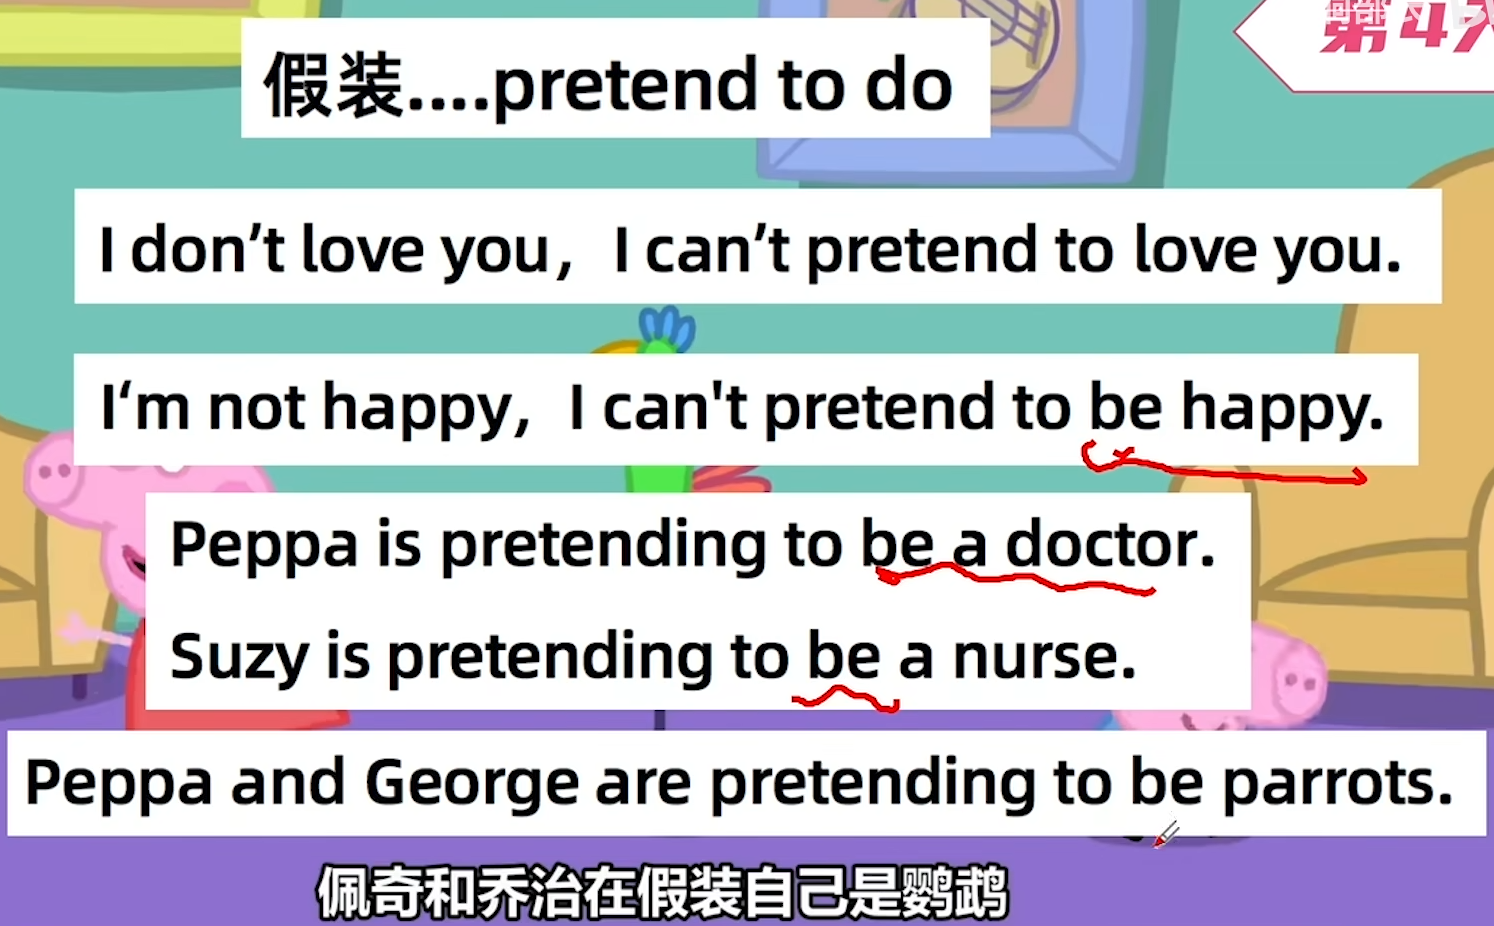 第4
假装....pretend to do
I don’t love you，I can’t pretend to love you.
I‘m not happy，I can't pretend to be happy.
Peppa is pretending to be a doctor.
Suzy is pretending to be a nurse.
Peppa and George are pretending to be parrots.
佩奇和乔治在假装自己是鹦鹉